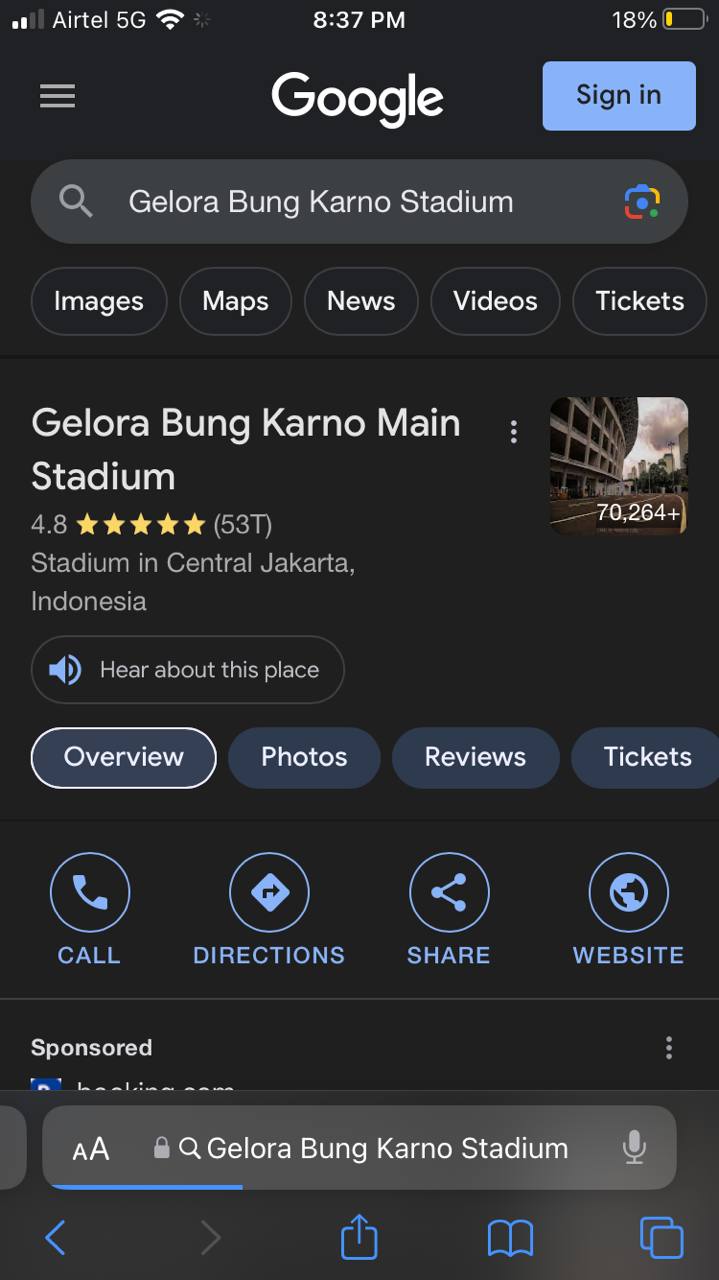 Airtel 5G 8:37 PM 18%
Google
Sign in
Gelora Bung Karno Stadium
Images Maps News Videos Tickets
Gelora Bung Karno Main
Stadium
4.8 (53T)
70,264+
Stadium in Central Jakarta,
Indonesia
Hear about this place
Overview Photos Reviews Tickets
CALL DIRECTIONS SHARE WEBSITE
Sponsored
booking.com
AA Gelora Bung Karno Stadium